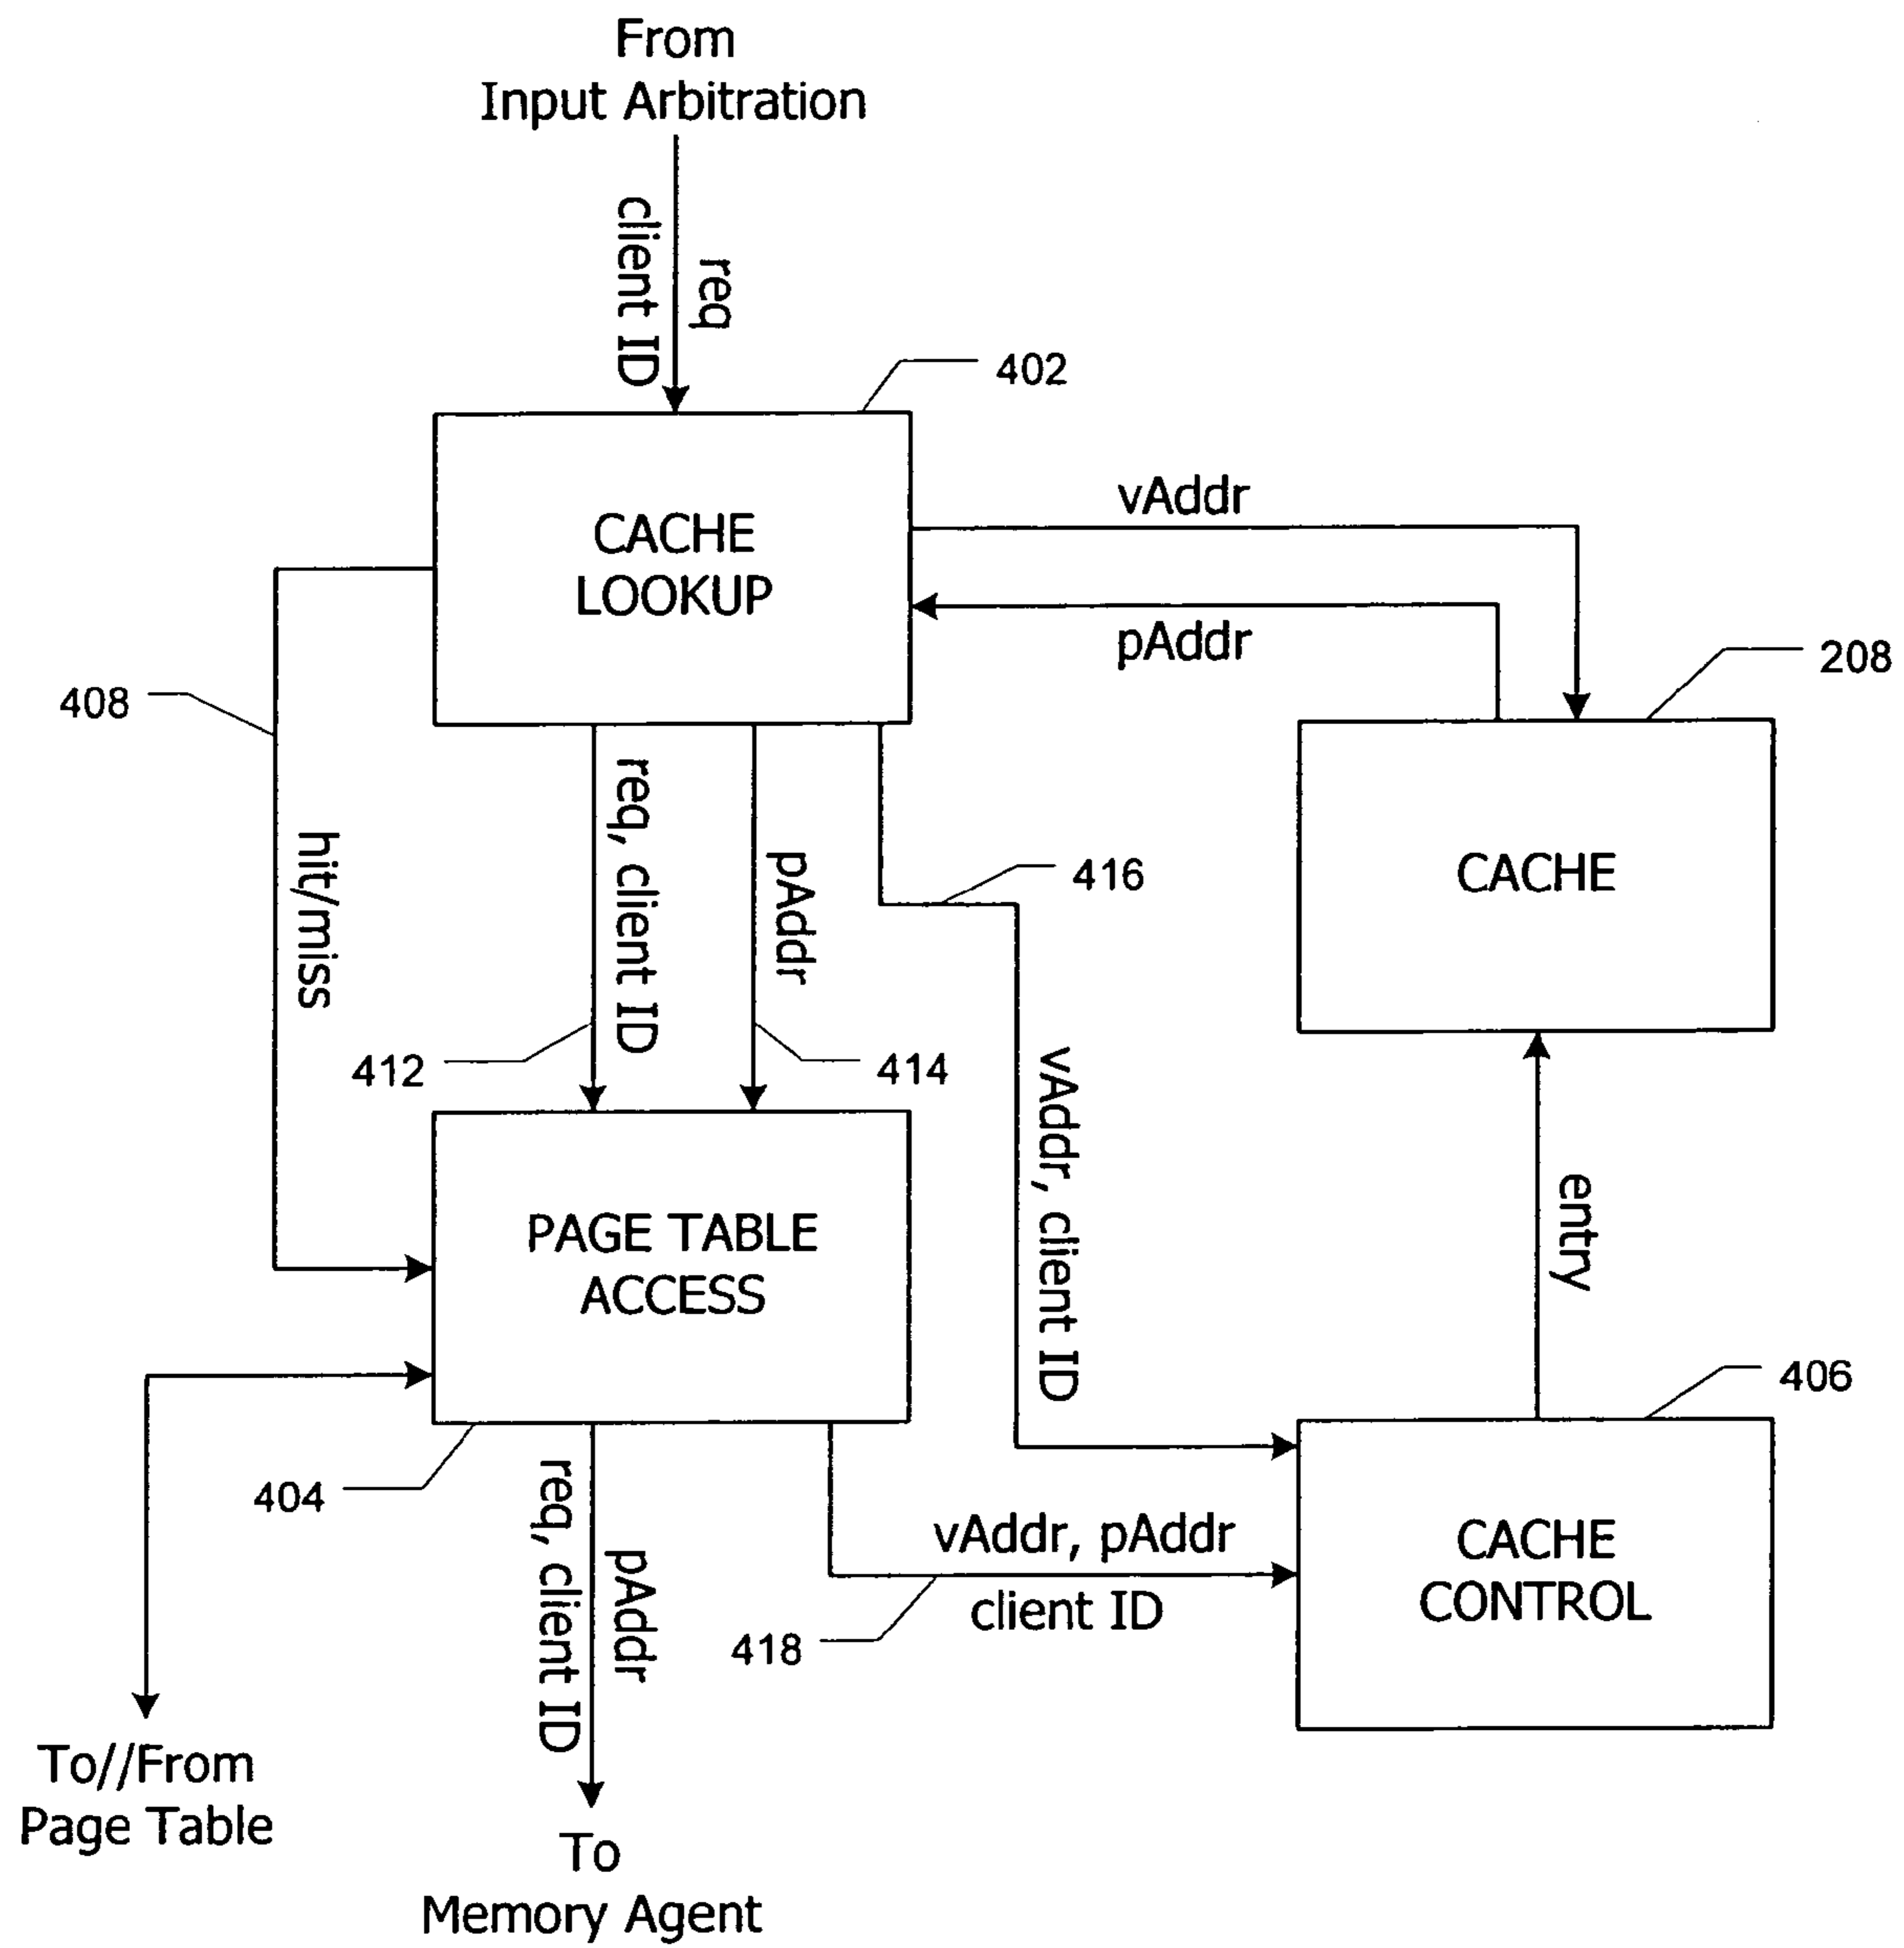 From
Input Arbitration
client ID
req
402
CACHE
LOOKUP
vAddr
pAddr
208
CACHE
408
hit/miss
req, client ID
pAddr
416
412
414
vAddr, client ID
entry
PAGE TABLE
ACCESS
406
404
req, client ID
pAddr
vAddr, pAddr
client ID
418
CACHE
CONTROL
To//From
Page Table
To
Memory Agent